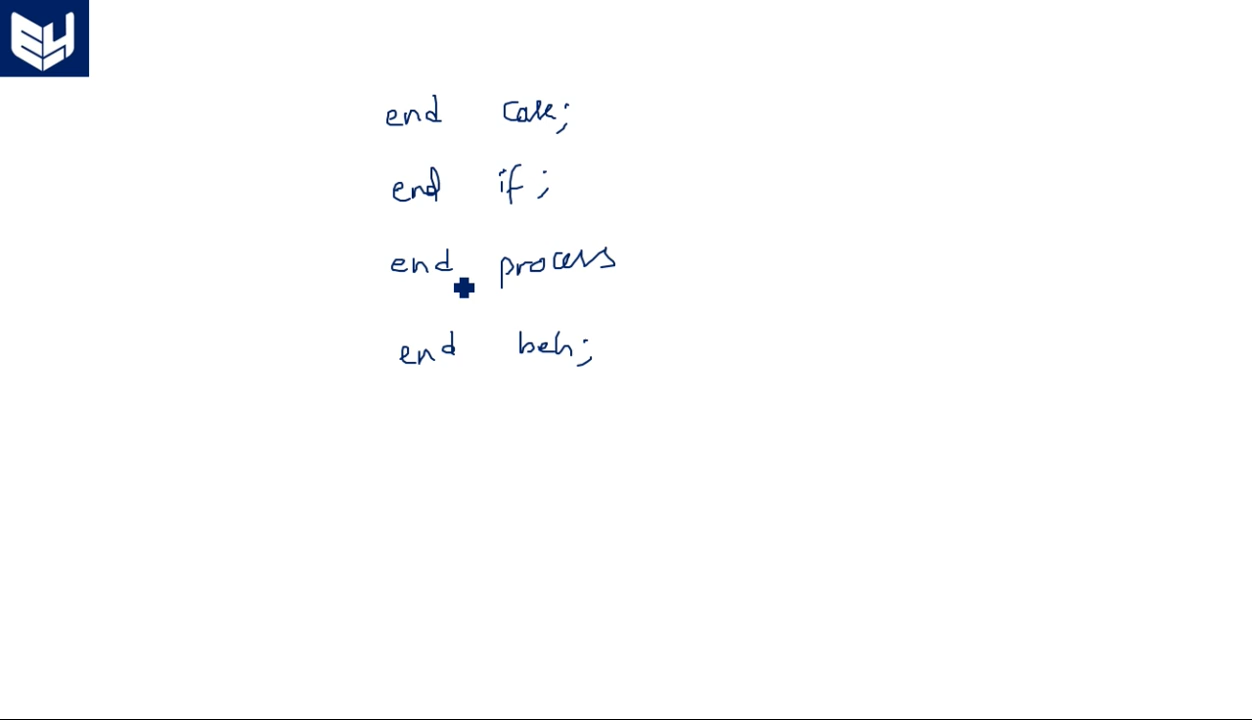 end case;
end if;
end process
end beh;